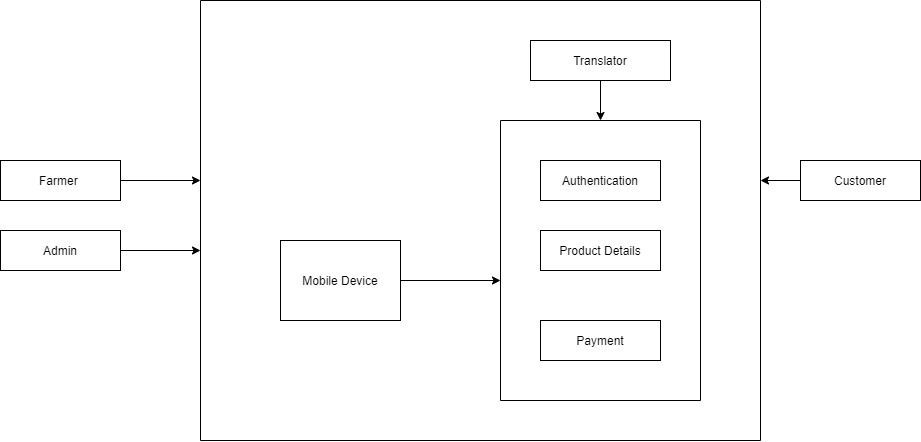 Translator
Farmer
Authentication
Customer
Admin
Product Details
Mobile Device
Payment